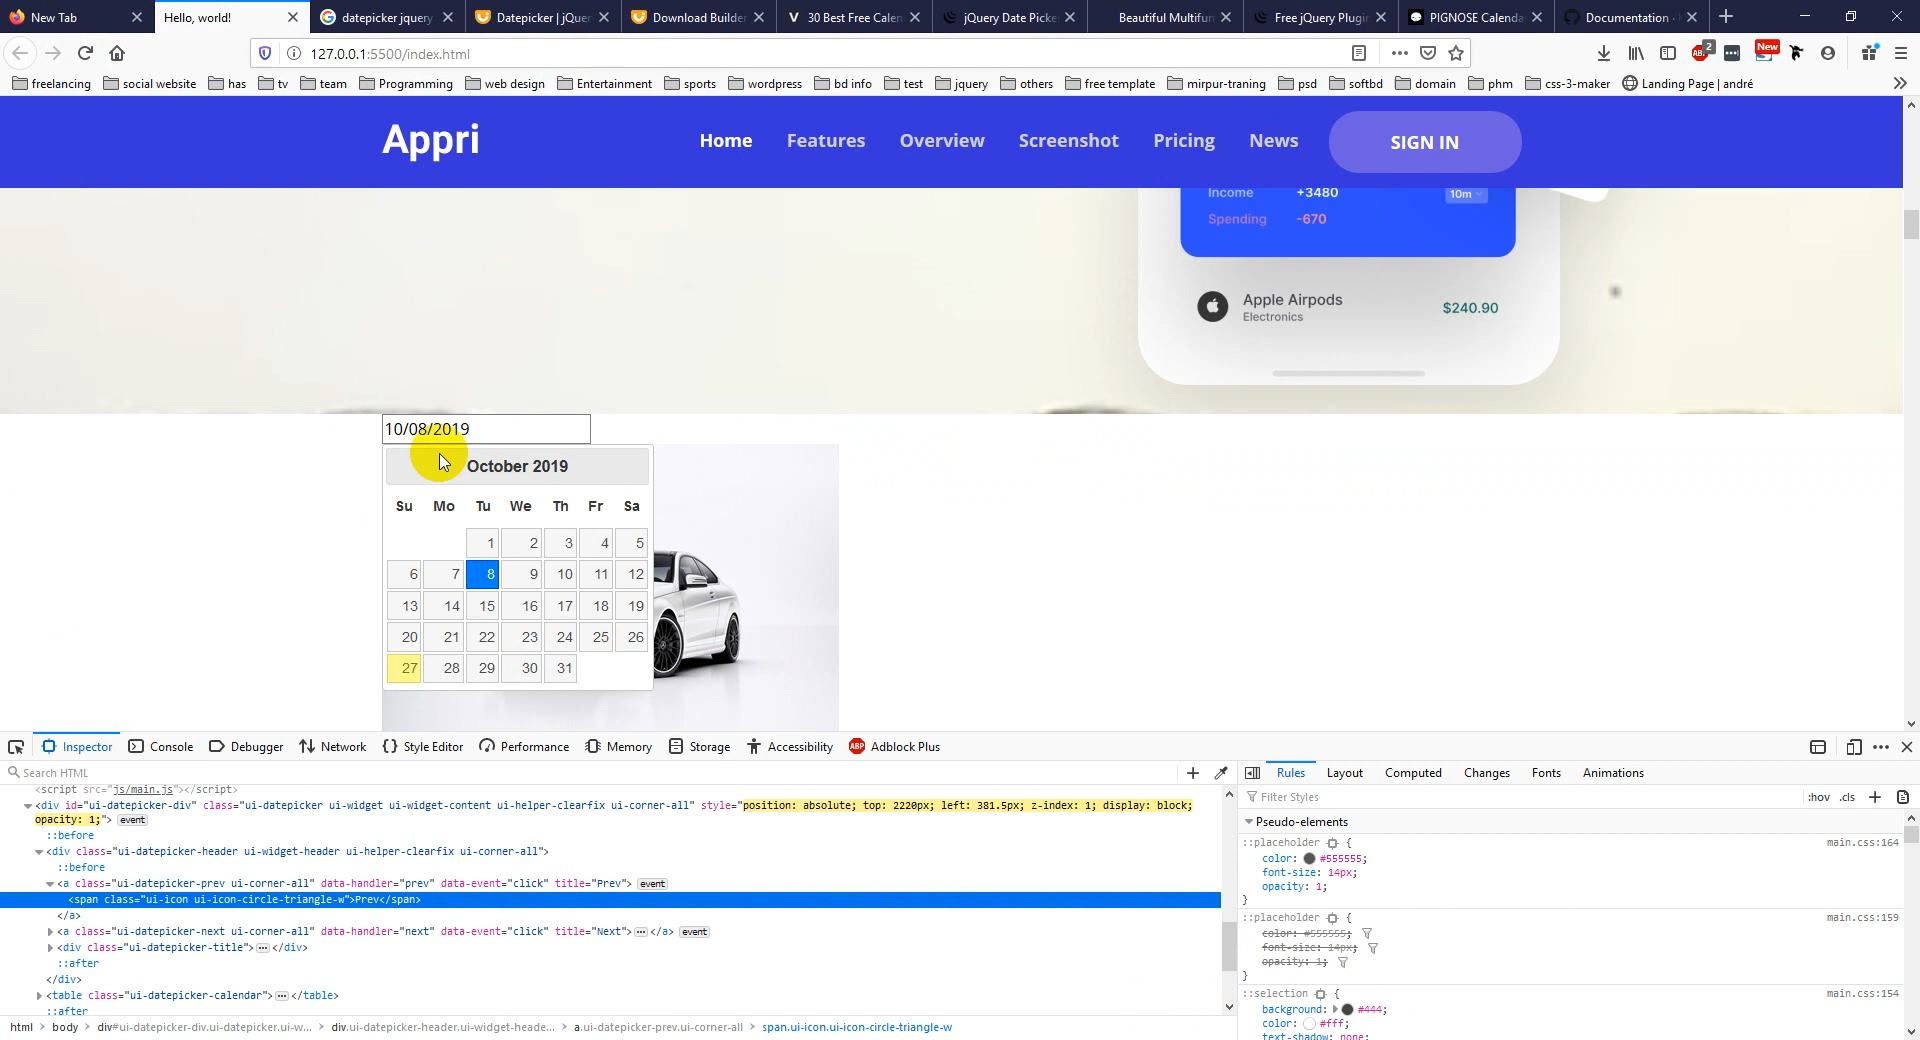 New Tab
Hello, world!
datepicker jquery
Datepicker | jQuer
Download Builder
V 30 Best Free Calen
jQuery Date Picke
Beautiful Multifun
Free jQuery Plugin
PIGNOSE Calenda
Documentation -
127.0.0.1:5500/index.html
ABP 2
New
freelancing
social website
has
tv
team
Programming
web design
Entertainment
sports
wordpress
bd info
test
jquery
others
free template
mirpur-traning
psd
softbd
domain
phm
css-3-maker
Landing Page | andré
Appri
Home
Features
Overview
Screenshot
Pricing
News
SIGN IN
Income +3480 10m
Spending -670
Apple Airpods
Electronics
$240.90
10/08/2019
October 2019
Su Mo Tu We Th Fr Sa
1 2 3 4 5
6 7 8 9 10 11 12
13 14 15 16 17 18 19
20 21 22 23 24 25 26
27 28 29 30 31
Inspector
Console
Debugger
Network
{} Style Editor
Performance
Memory
Storage
Accessibility
ABP Adblock Plus
Search HTML
<script src="js/main.js"></script>
<div id="ui-datepicker-div" class="ui-datepicker ui-widget ui-widget-content ui-helper-clearfix ui-corner-all" style="position: absolute; top: 2220px; left: 381.5px; z-index: 1; display: block;
opacity: 1;"> event
::before
<div class="ui-datepicker-header ui-widget-header ui-helper-clearfix ui-corner-all">
::before
<a class="ui-datepicker-prev ui-corner-all" data-handler="prev" data-event="click" title="Prev"> event
<span class="ui-icon ui-icon-circle-triangle-w">Prev</span>
</a>
<a class="ui-datepicker-next ui-corner-all" data-handler="next" data-event="click" title="Next">…</a> event
<div class="ui-datepicker-title">…</div>
::after
</div>
<table class="ui-datepicker-calendar">…</table>
::after
html > body > div#ui-datepicker-div.ui-datepicker.ui-w… > div.ui-datepicker-header.ui-widget-heade… > a.ui-datepicker-prev.ui-corner-all > span.ui-icon.ui-icon-circle-triangle-w
Rules
Layout
Computed
Changes
Fonts
Animations
Filter Styles
:hov .cls +
Pseudo-elements
::placeholder { main.css:164
color: #555555;
font-size: 14px;
opacity: 1;
}
::placeholder { main.css:159
color: #555555;
font-size: 14px;
opacity: 1;
}
::selection { main.css:154
background: #444;
color: #fff;
text-shadow: none;